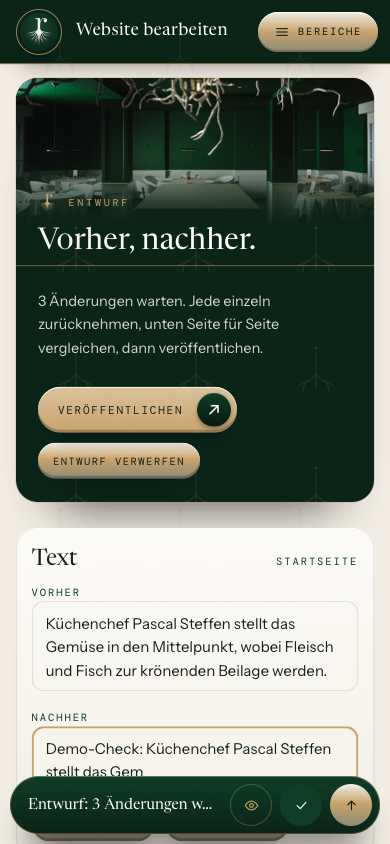 r
Website bearbeiten
BEREICHE
ENTWURF
Vorher, nachher.
3 Änderungen warten. Jede einzeln
zurücknehmen, unten Seite für Seite
vergleichen, dann veröffentlichen.
VERÖFFENTLICHEN
ENTWURF VERWERFEN
Text
STARTSEITE
VORHER
Küchenchef Pascal Steffen stellt das
Gemüse in den Mittelpunkt, wobei Fleisch
und Fisch zur krönenden Beilage werden.
NACHHER
Demo-Check: Küchenchef Pascal Steffen
stellt das Gem
Entwurf: 3 Änderungen w...